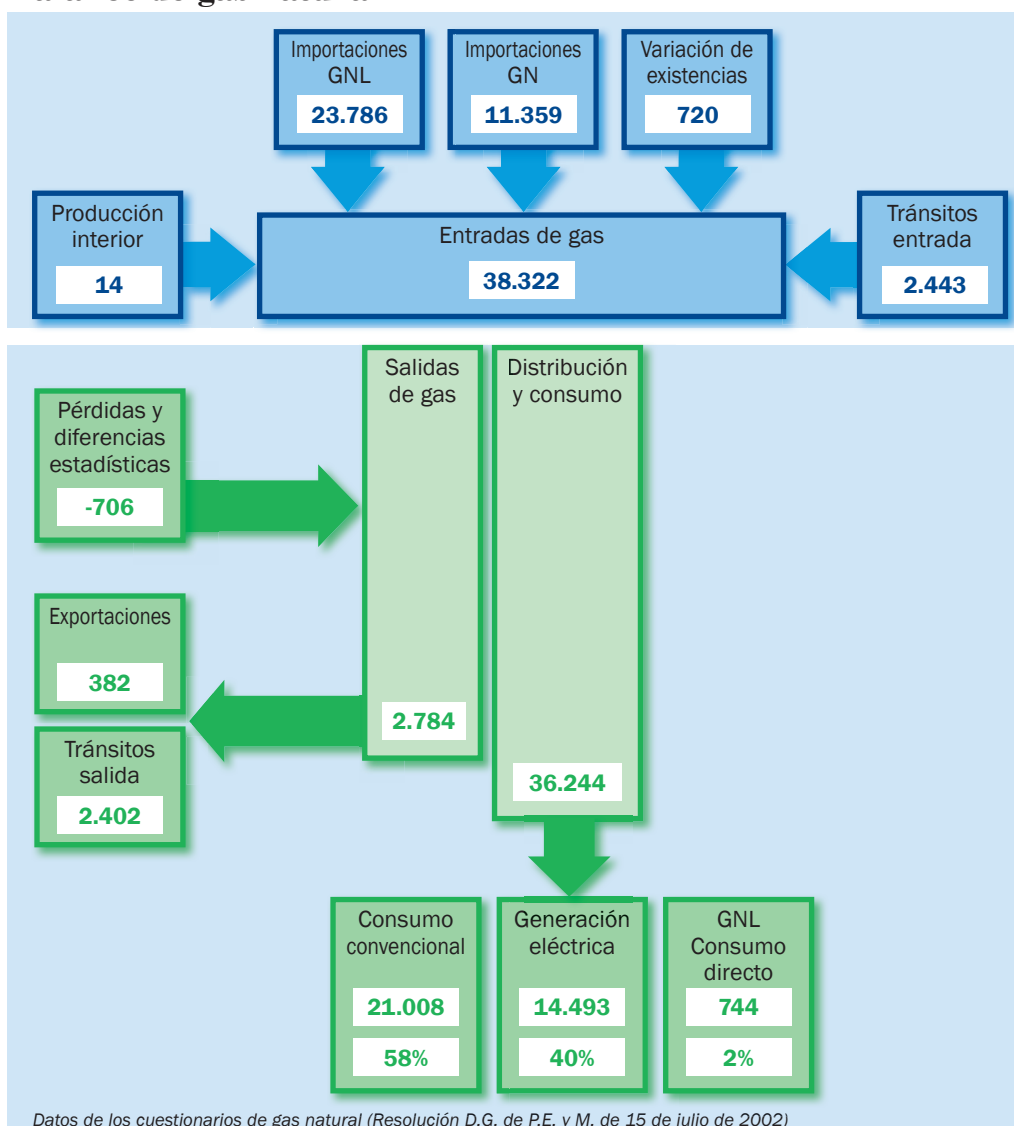 Importaciones
GNL
23.786
Importaciones
GN
11.359
Variación de
existencias
720
Producción
interior
14
Entradas de gas
38.322
Tránsitos
entrada
2.443
Salidas
de gas
2.784
Distribución
y consumo
36.244
Pérdidas y
diferencias
estadísticas
-706
Exportaciones
382
Tránsitos
salida
2.402
Consumo
convencional
21.008
58%
Generación
eléctrica
14.493
40%
GNL
Consumo
directo
744
2%
Datos de los cuestionarios de gas natural (Resolución D.G. de P.E. y M. de 15 de julio de 2002)